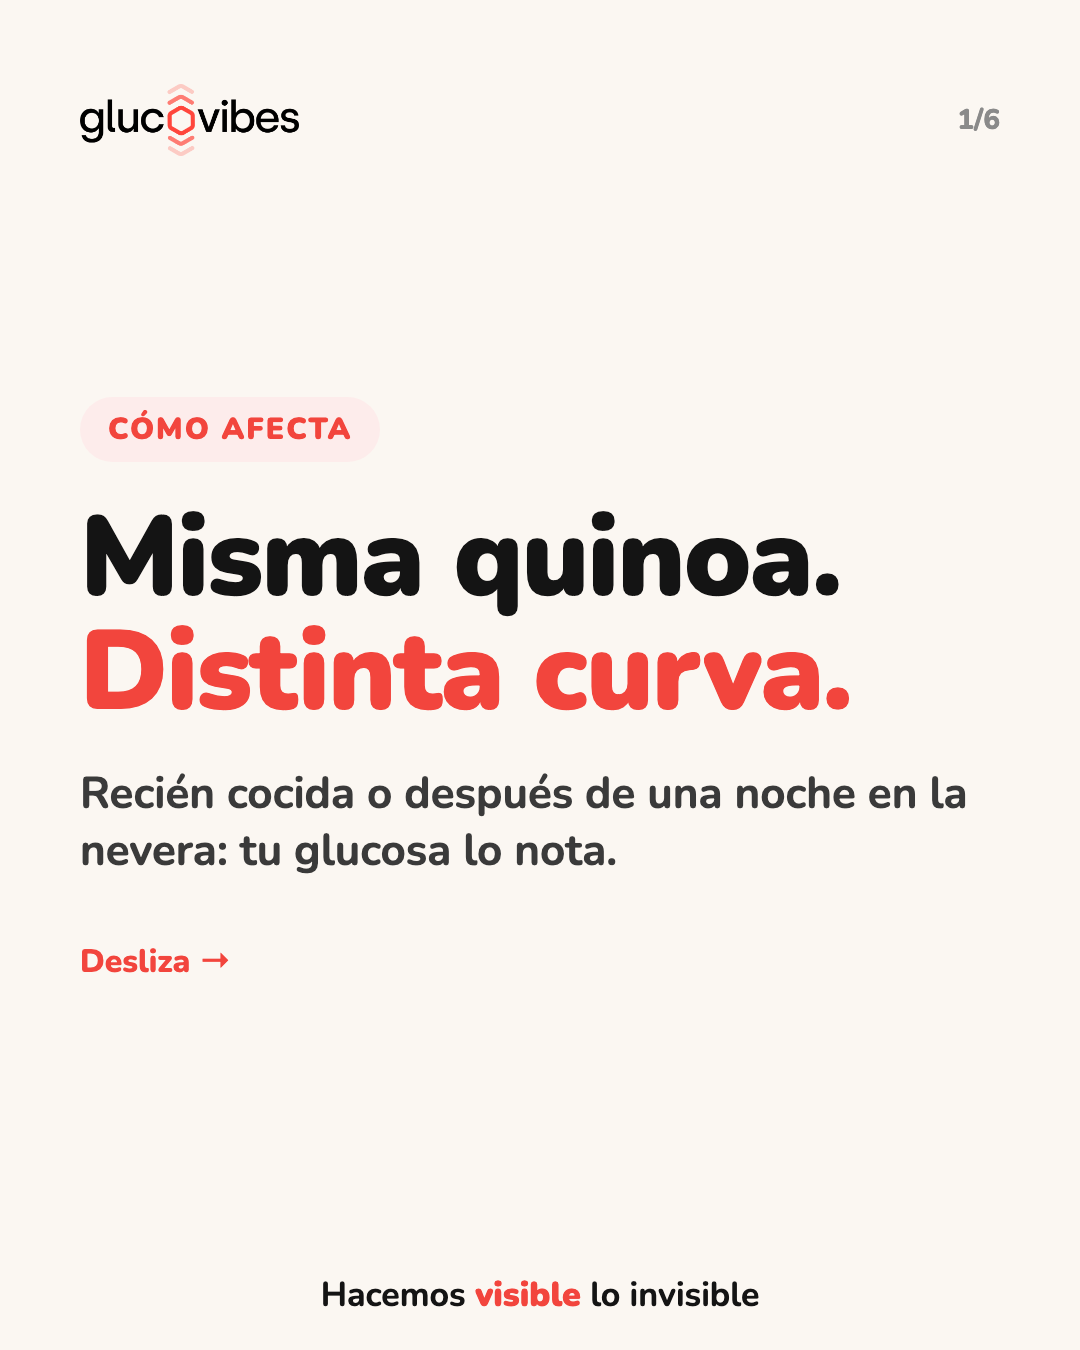 glucovibes
1/6
CÓMO AFECTA
Misma quinoa.
Distinta curva.
Recién cocida o después de una noche en la
nevera: tu glucosa lo nota.
Desliza →
Hacemos visible lo invisible